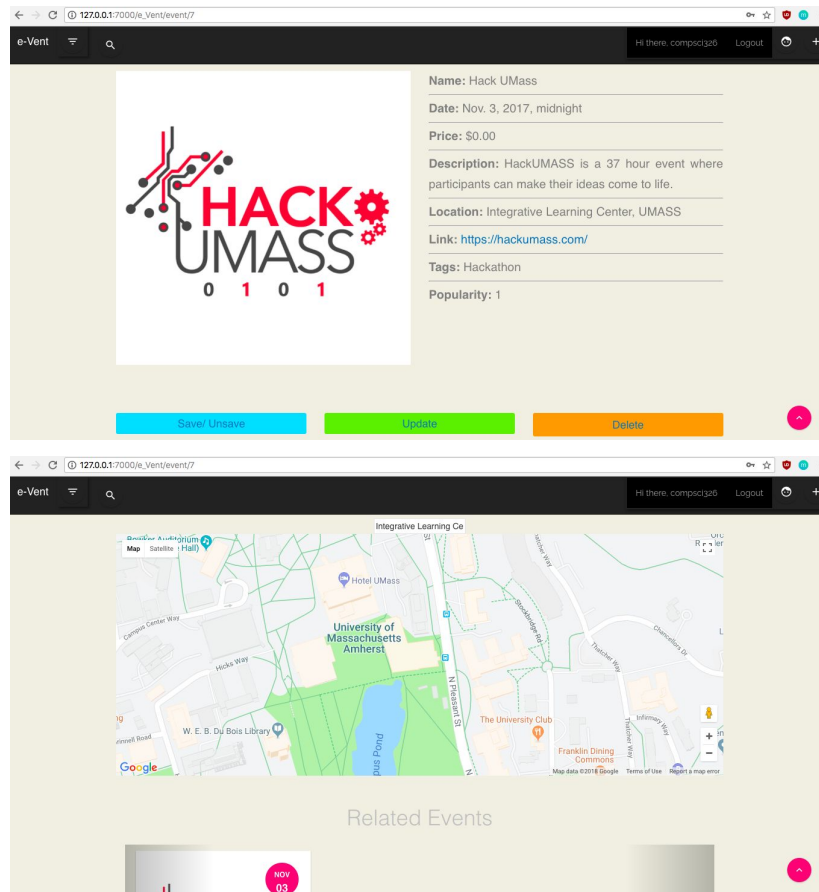 127.0.0.1:7000/e_Vent/event/7
e-Vent
Hi there, compsci326 Logout
HACK
UMASS
0 1 0 1
Name: Hack UMass
Date: Nov. 3, 2017, midnight
Price: $0.00
Description: HackUMASS is a 37 hour event where
participants can make their ideas come to life.
Location: Integrative Learning Center, UMASS
Link: https://hackumass.com/
Tags: Hackathon
Popularity: 1
Save/ Unsave Update Delete
127.0.0.1:7000/e_Vent/event/7
e-Vent
Hi there, compsci326 Logout
Integrative Learning Ce
Map Satellite
Hall)
Hotel UMass
University of
Massachusetts
Amherst
Campus Center Way
Hicks Way
W. E. B. Du Bois Library
N Pleasant St
Stockbridge Rd
Thatcher Way
Chancellors Dr
Thatcher Way
Infirmary Way
The University Club
Franklin Dining
Commons
Google
Map data ©2018 Google Terms of Use Report a map error
Related Events
NOV
03